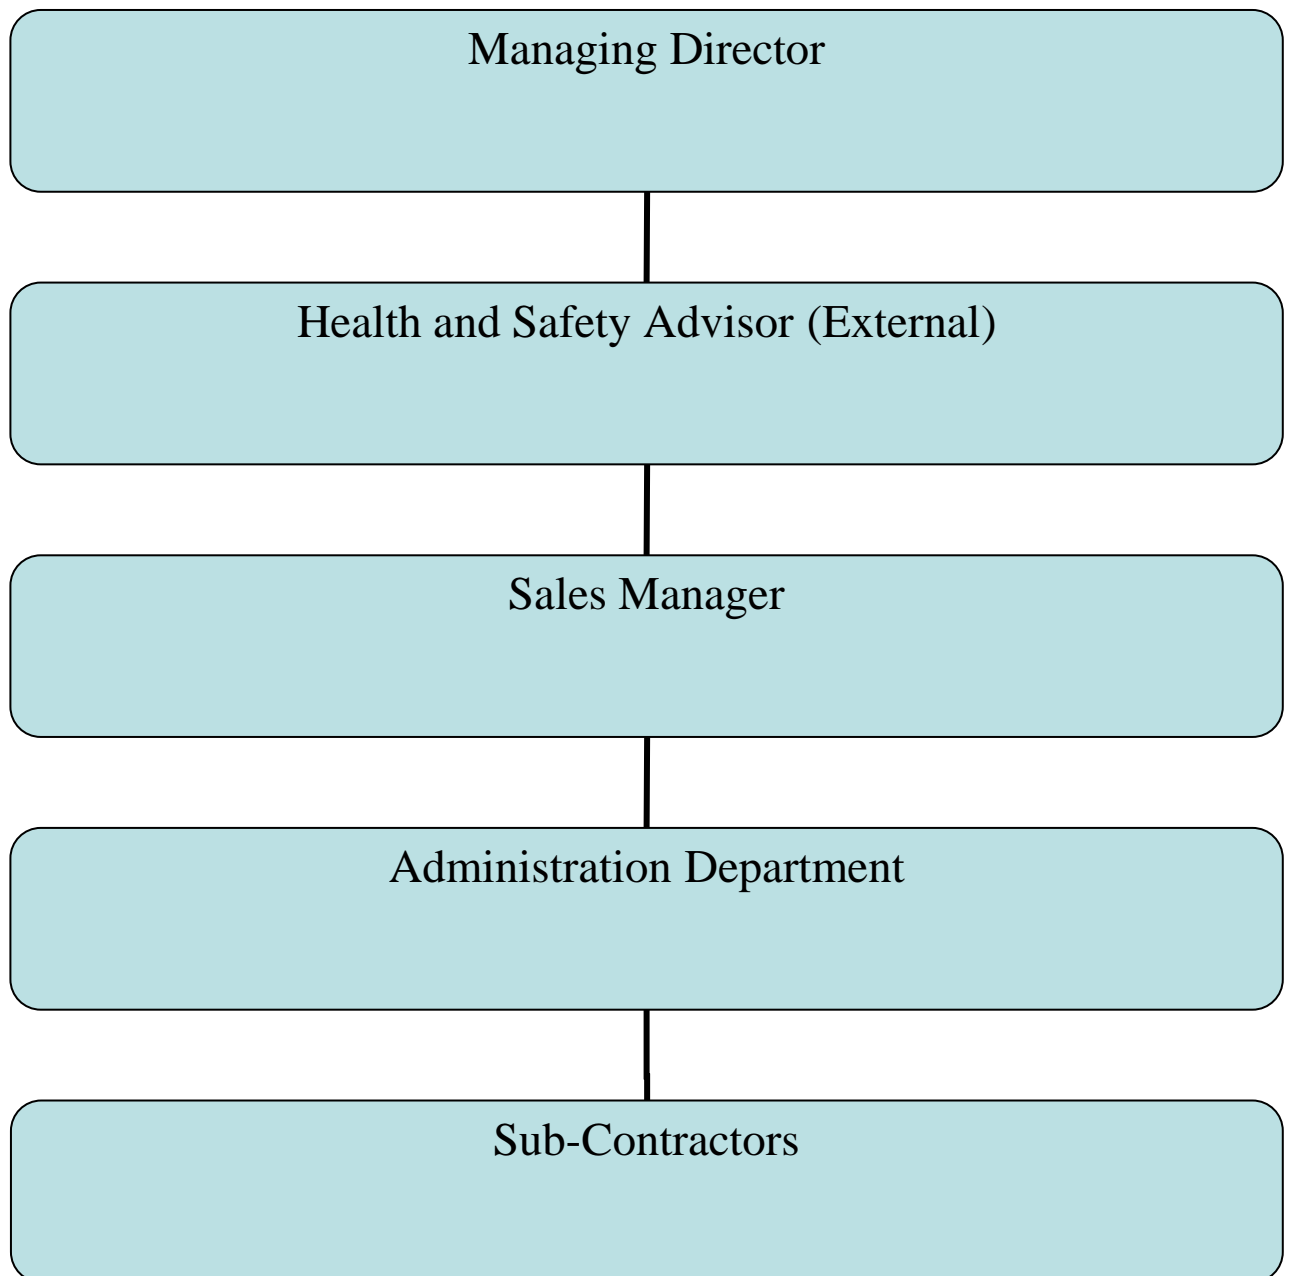 Managing Director
Health and Safety Advisor (External)
Sales Manager
Administration Department
Sub-Contractors